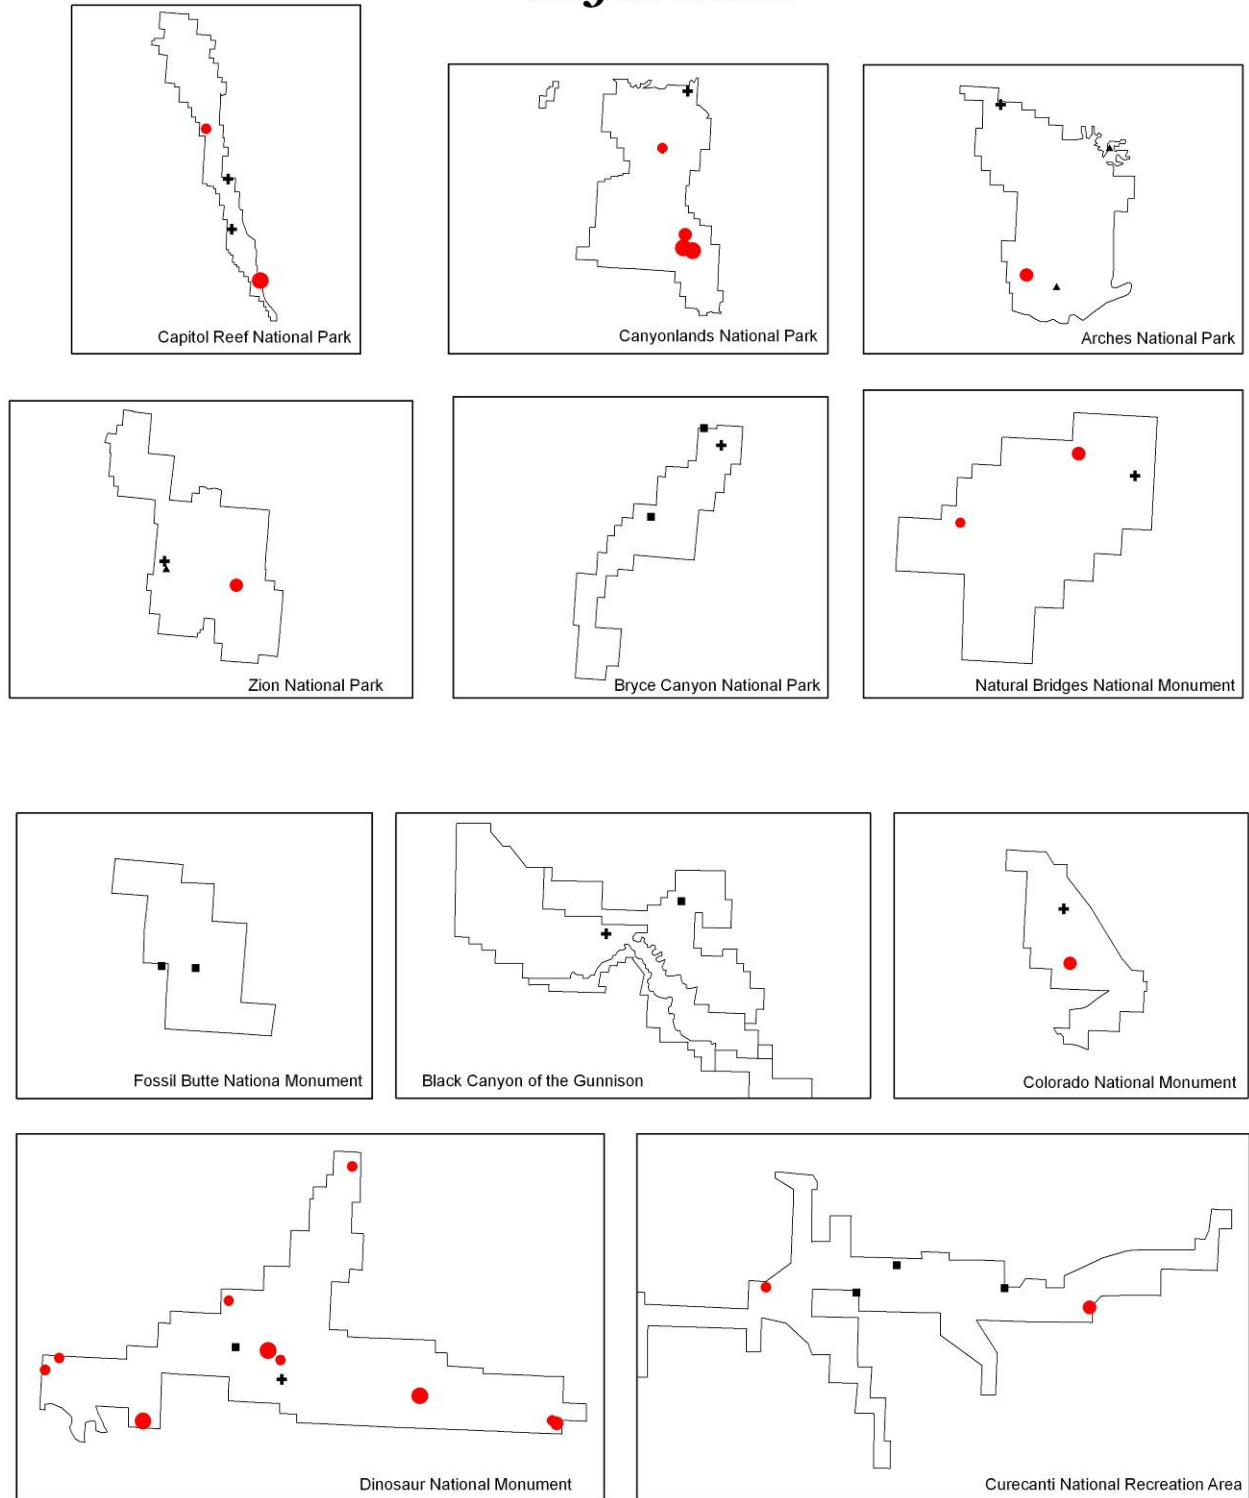 Capitol Reef National Park
Canyonlands National Park
Arches National Park
Zion National Park
Bryce Canyon National Park
Natural Bridges National Monument
Fossil Butte Nationa Monument
Black Canyon of the Gunnison
Colorado National Monument
Dinosaur National Monument
Curecanti National Recreation Area